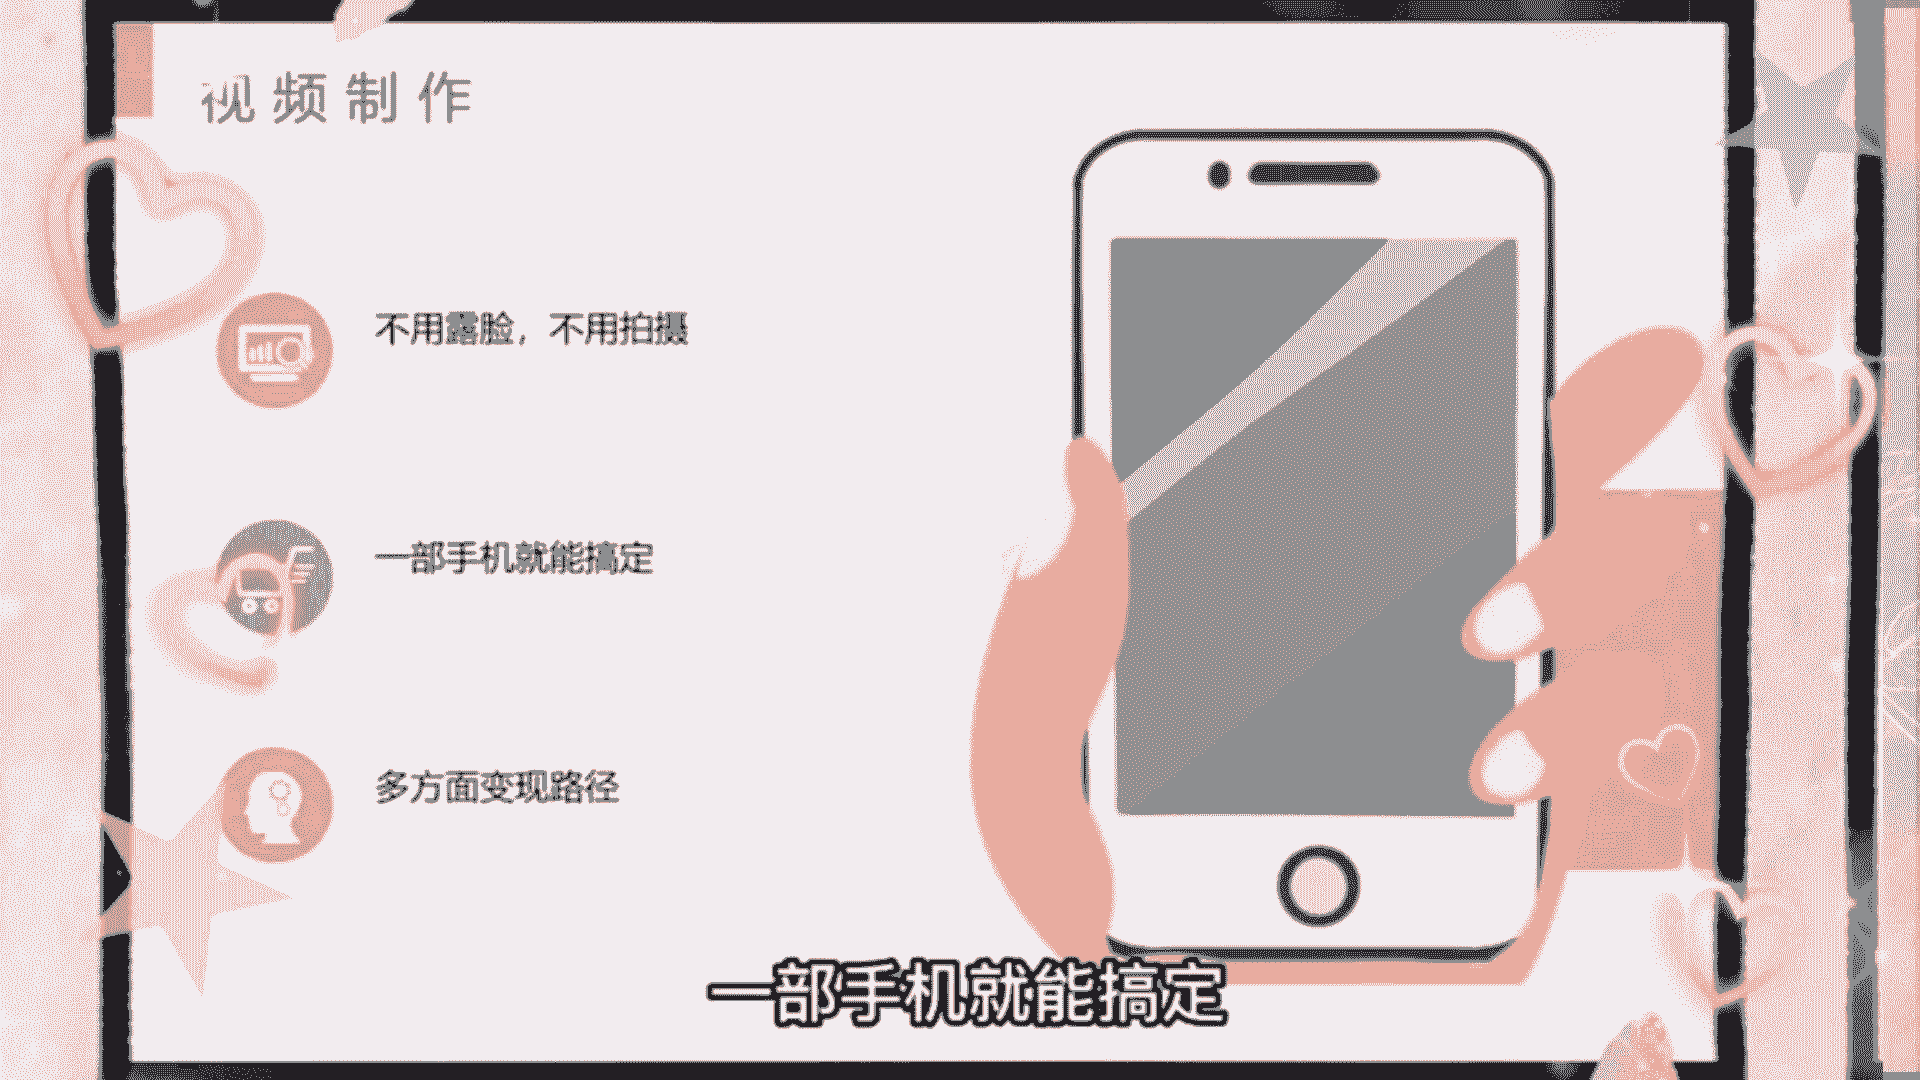 视频制作
不用露脸，不用拍摄
一部手机就能搞定
多方面变现路径
一部手机就能搞定